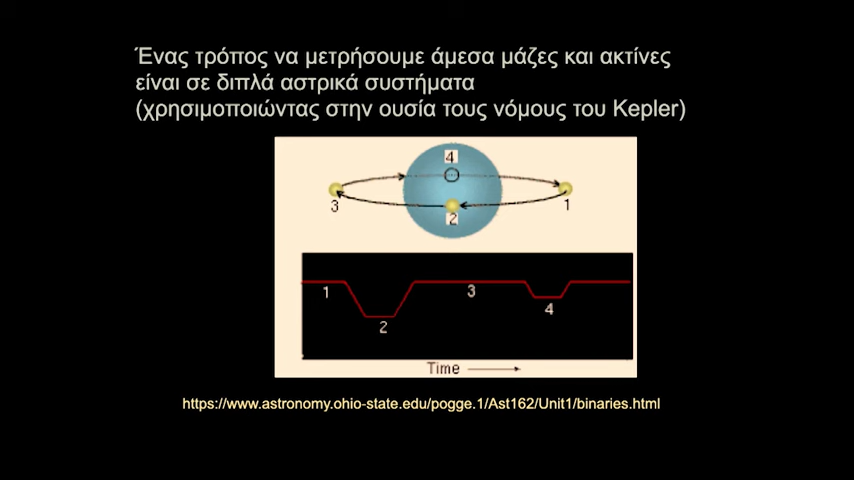 Ένας τρόπος να μετρήσουμε άμεσα μάζες και ακτίνες
είναι σε διπλά αστρικά συστήματα
(χρησιμοποιώντας στην ουσία τους νόμους του Kepler)
4
3
2
1
1
2
3
4
Time
https://www.astronomy.ohio-state.edu/pogge.1/Ast162/Unit1/binaries.html